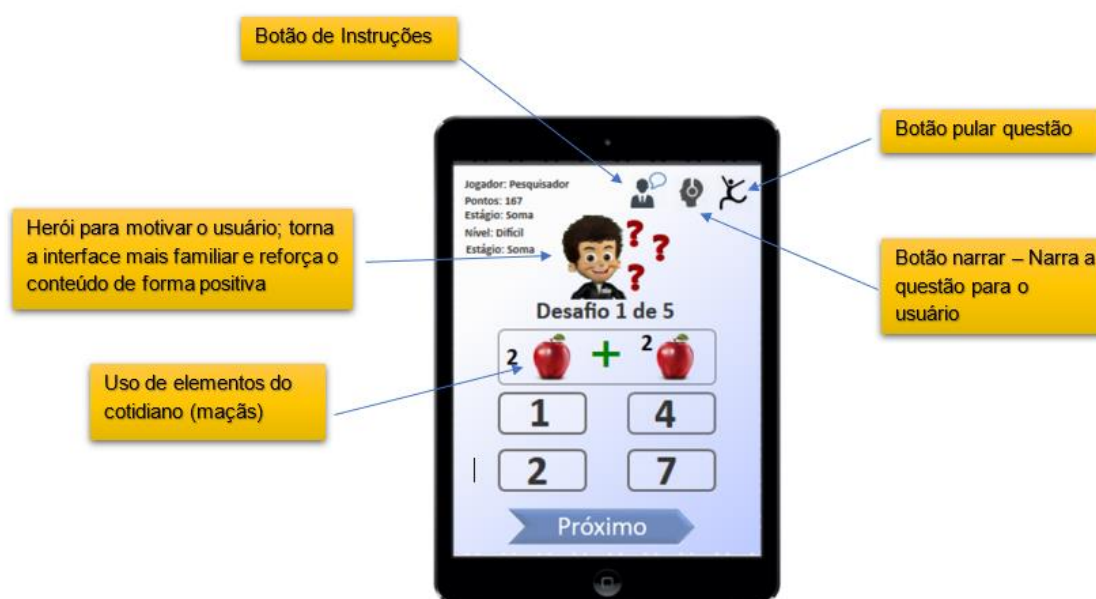 Botão de Instruções
Botão pular questão
Jogador: Pesquisador
Pontos: 167
Estágio: Soma
Nível: Difícil
Estágio: Soma
Herói para motivar o usuário; torna
a interface mais familiar e reforça o
conteúdo de forma positiva
? ? ?
Botão narrar – Narra a
questão para o
usuário
Desafio 1 de 5
2 + 2
Uso de elementos do
cotidiano (maçãs)
1 4
2 7
Próximo